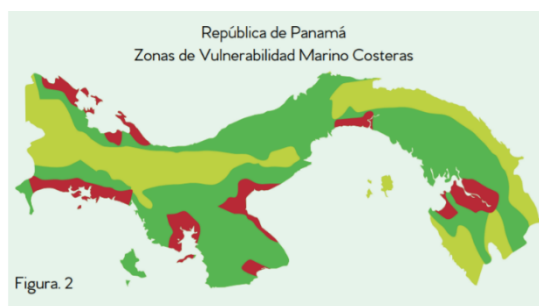 República de Panamá
Zonas de Vulnerabilidad Marino Costeras
Figura. 2